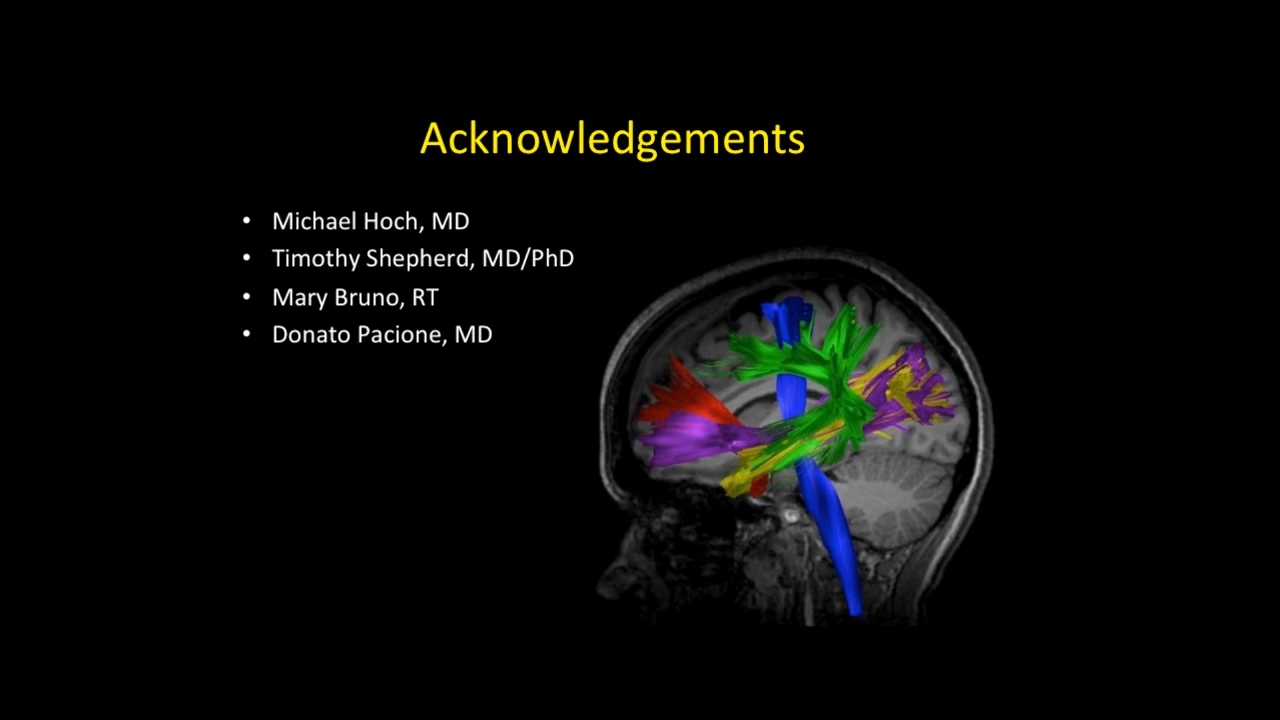 Acknowledgements
• Michael Hoch, MD
• Timothy Shepherd, MD/PhD
• Mary Bruno, RT
• Donato Pacione, MD